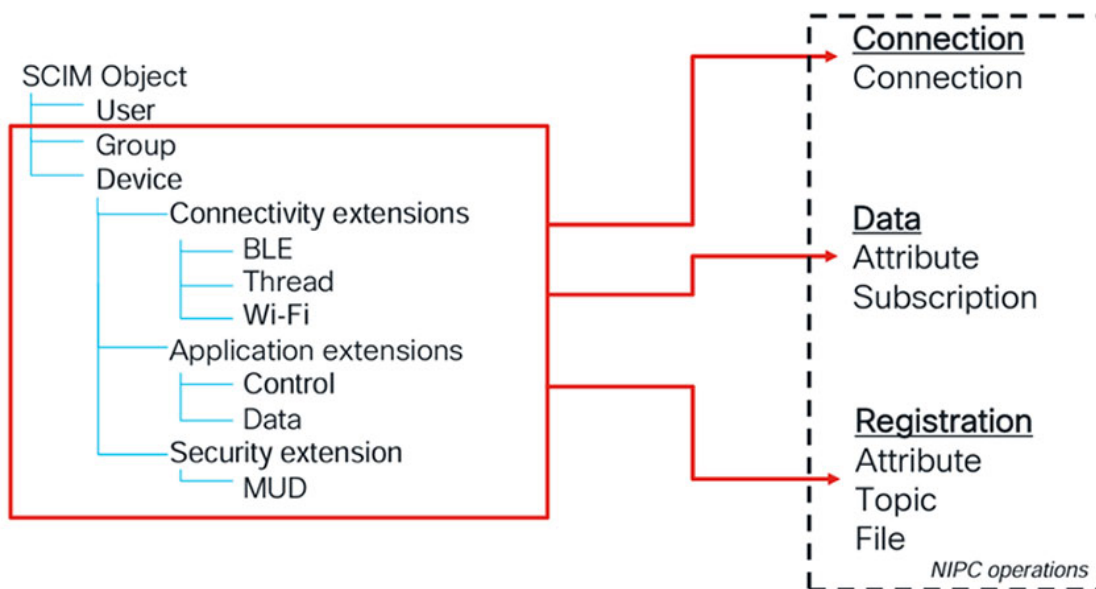 SCIM Object
User
Group
Device
Connectivity extensions
BLE
Thread
Wi-Fi
Application extensions
Control
Data
Security extension
MUD
Connection
Connection
Data
Attribute
Subscription
Registration
Attribute
Topic
File
NIPC operations